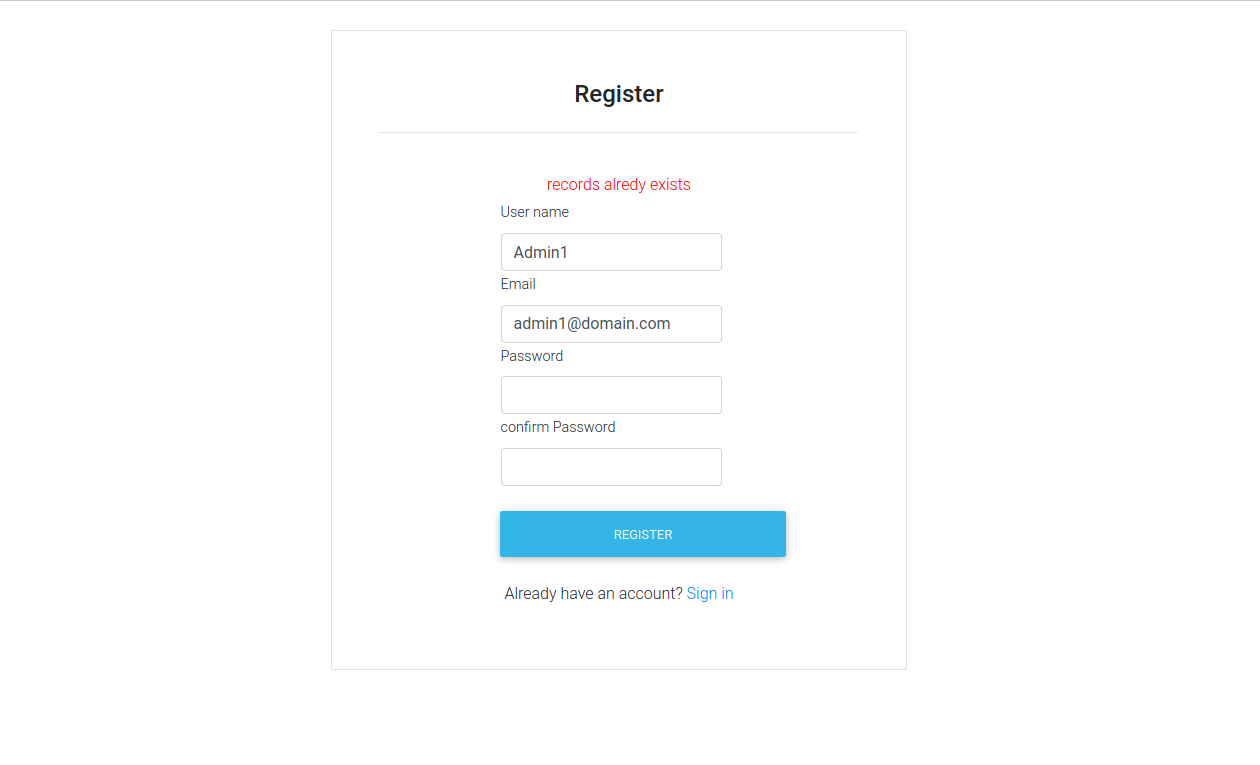 Register
records alredy exists
User name
Admin1
Email
admin1@domain.com
Password
confirm Password
REGISTER
Already have an account? Sign in